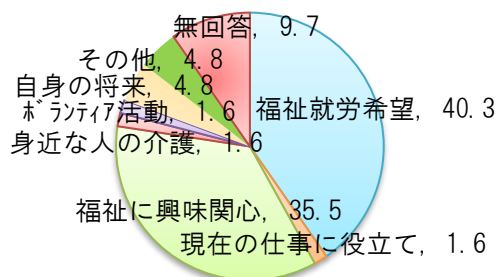 無回答, 9.7
その他, 4.8
自身の将来, 4.8
ﾎﾞﾗﾝﾃｨｱ活動, 1.6
身近な人の介護, 1.6
福祉就労希望, 40.3
福祉に興味関心, 35.5
現在の仕事に役立て, 1.6